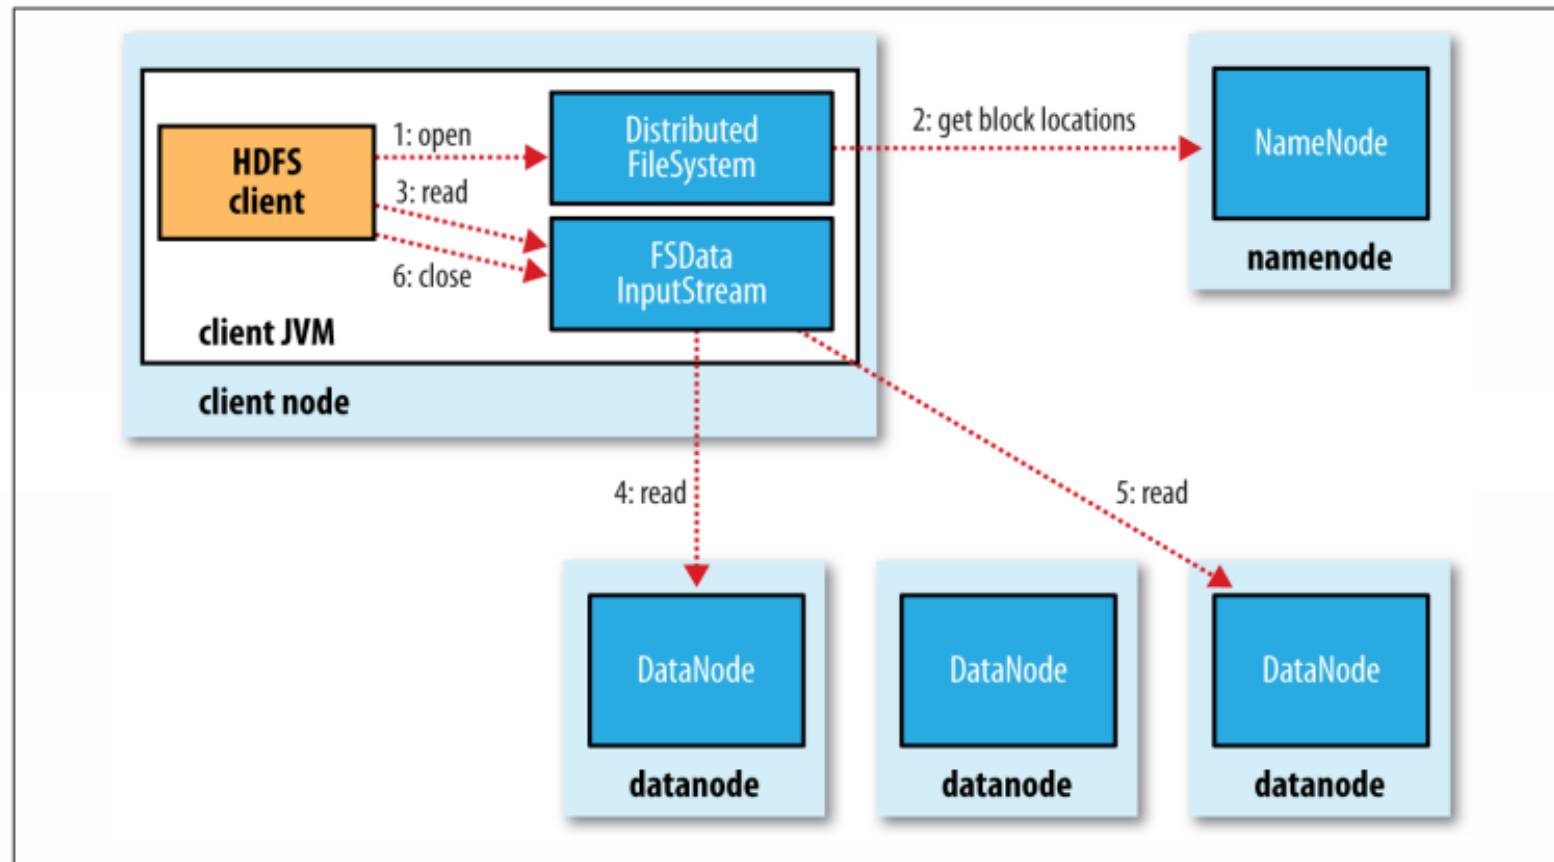 HDFS
client
1: open
3: read
6: close
Distributed
FileSystem
FSData
InputStream
client JVM
client node
2: get block locations
NameNode
namenode
4: read
5: read
DataNode
datanode
DataNode
datanode
DataNode
datanode